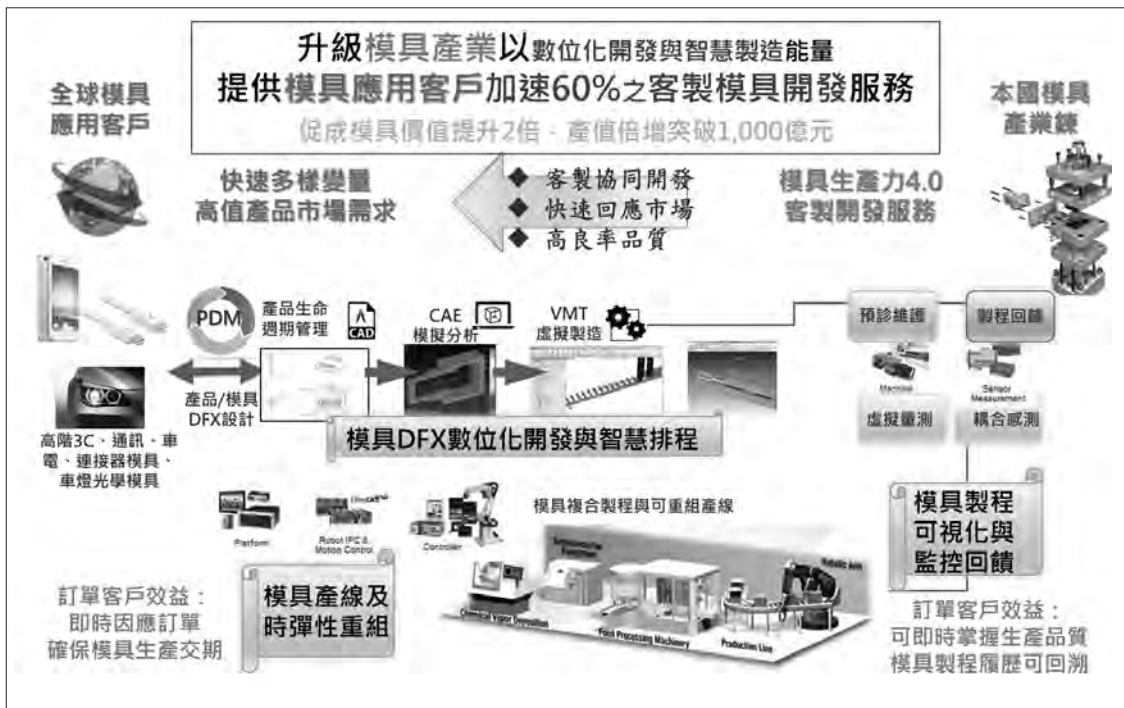 升級模具產業以數位化開發與智慧製造能量
提供模具應用客戶加速60%之客製模具開發服務
促成模具價值提升2倍﹐產值倍增突破1,000億元
全球模具
應用客戶
本國模具
產業鍊
快速多樣變量
高值產品市場需求
◆ 客製協同開發
◆ 快速回應市場
◆ 高良率品質
模具生產力4.0
客製開發服務
PDM
產品生命
週期管理
CAD
CAE
模擬分析
VMT
虛擬製造
預診維護
製程回饋
Machine
Sensor
Measurement
虛擬量測
耦合感測
產品/模具
DFX設計
模具DFX數位化開發與智慧排程
高階3C、通訊、車
電、連接器模具、
車燈光學模具
Platform
Robot IPC &
Motion Control
Controller
模具複合製程與可重組產線
Robotic Arm
Chemical Vapor Deposition
Food Processing Machinery
Production Line
模具製程
可視化與
監控回饋
訂單客戶效益：
即時因應訂單
確保模具生產交期
模具產線及
時彈性重組
訂單客戶效益：
可即時掌握生產品質
模具製程履歷可回溯